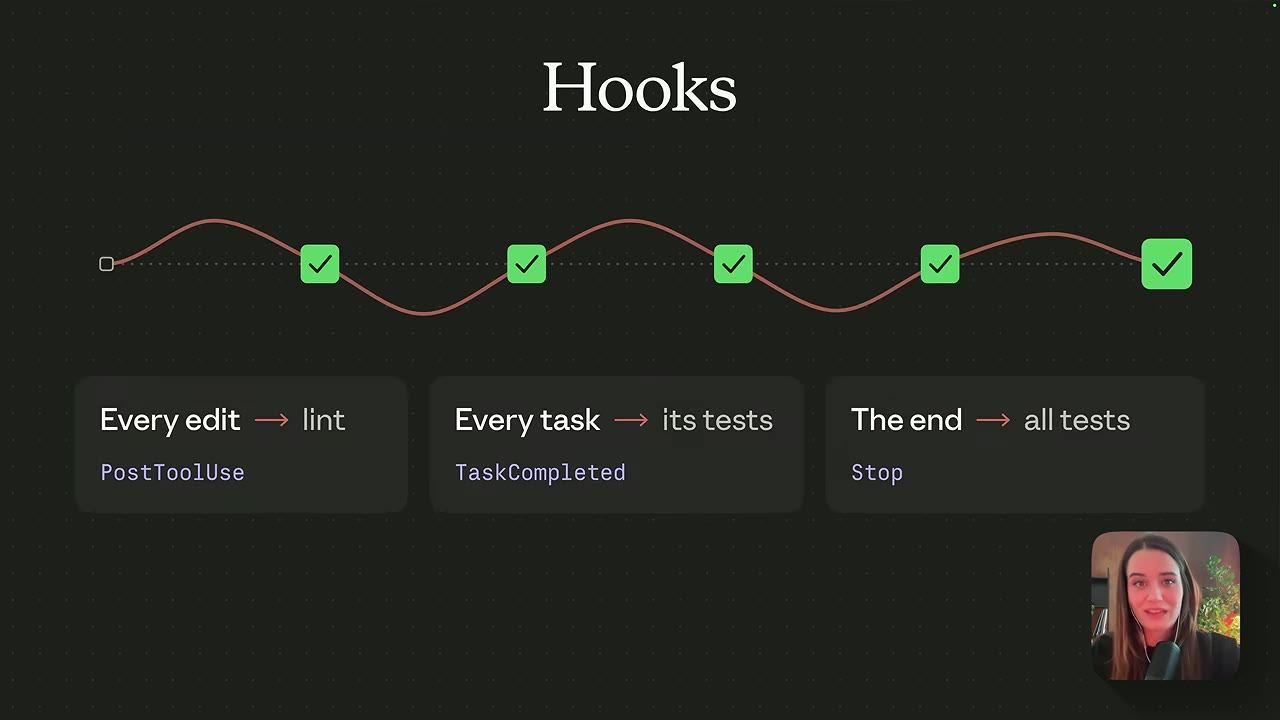 Hooks
Every edit → lint
PostToolUse
Every task → its tests
TaskCompleted
The end → all tests
Stop